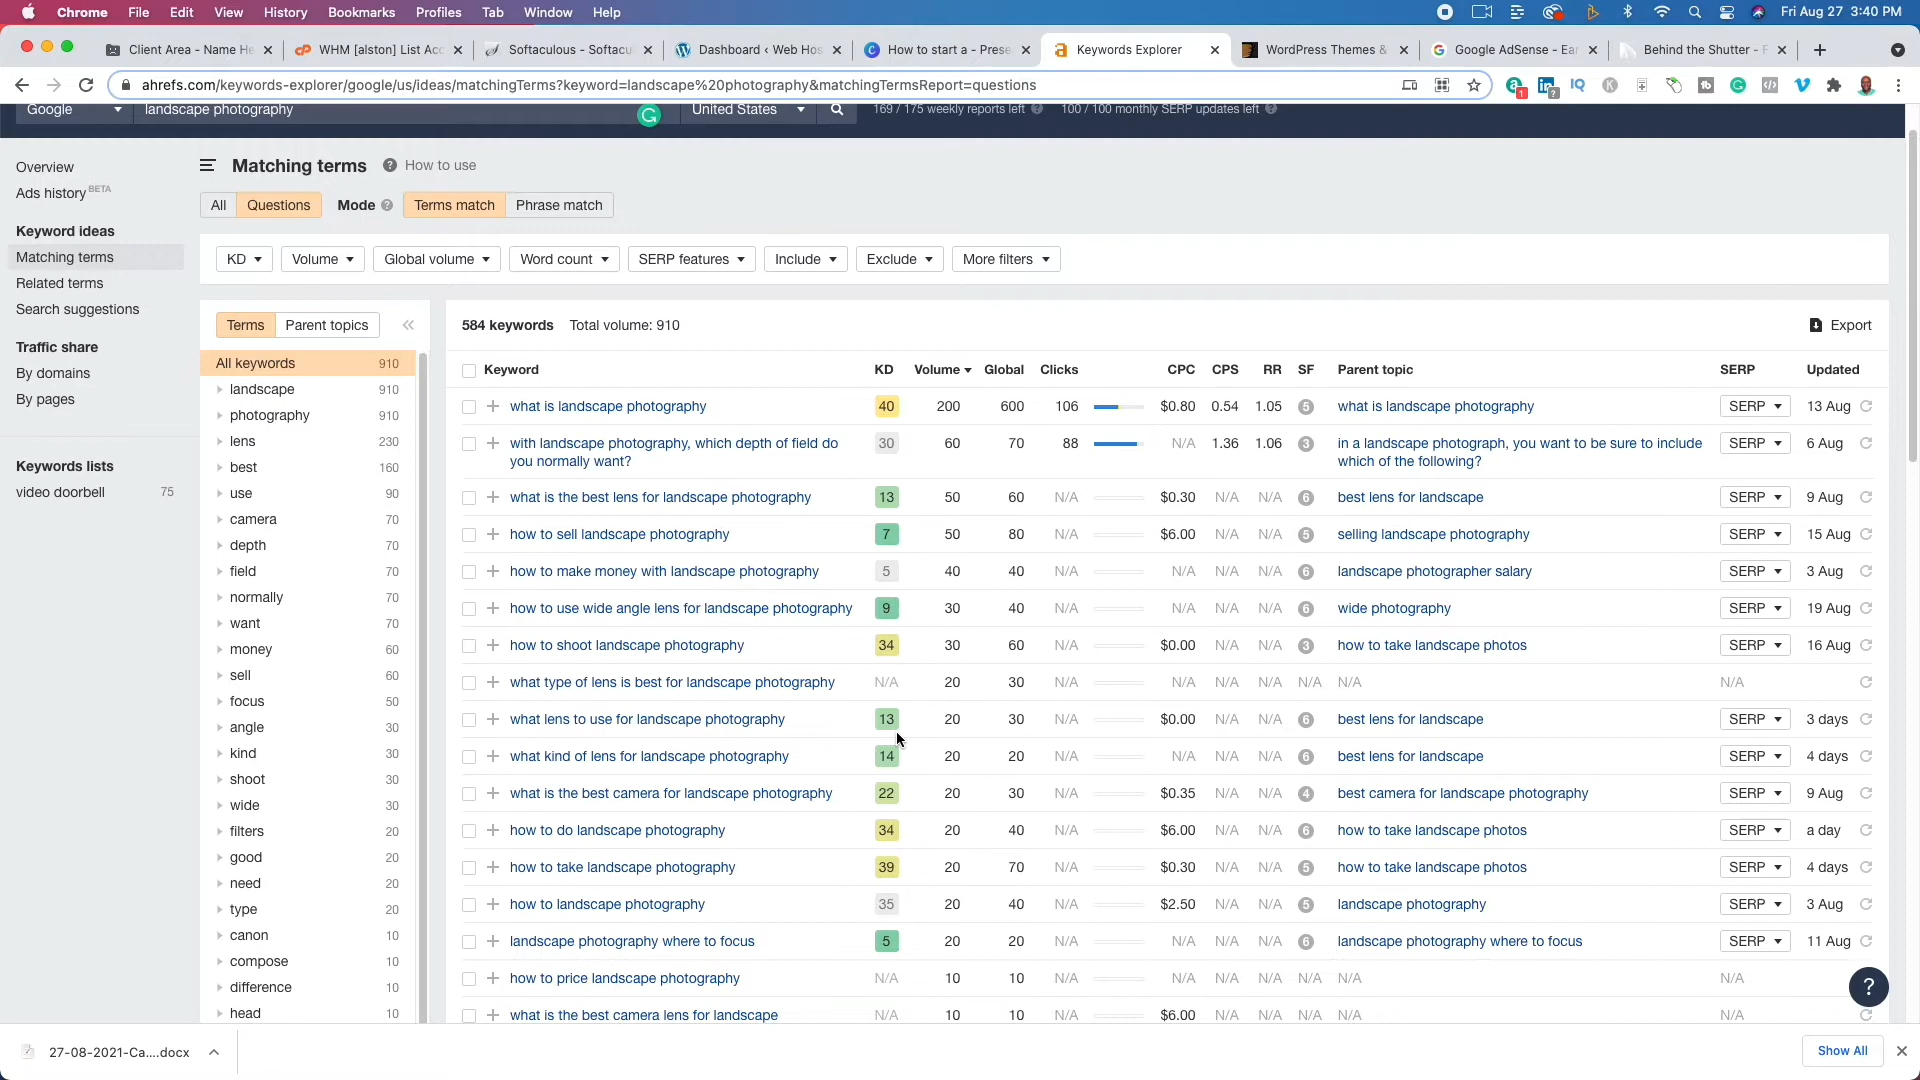 Chrome File Edit View History Bookmarks Profiles Tab Window Help Fri Aug 27 3:40 PM
Client Area - Name He WHM [alston] List Acc Softaculous - Softacu Dashboard ‹ Web Hos How to start a - Prese Keywords Explorer WordPress Themes & Google AdSense - Ear Behind the Shutter - F
ahrefs.com/keywords-explorer/google/us/ideas/matchingTerms?keyword=landscape%20photography&matchingTermsReport=questions
Google landscape photography United States 169 / 175 weekly reports left 100 / 100 monthly SERP updates left
Overview
Ads history BETA
Keyword ideas
Matching terms
Related terms
Search suggestions
Traffic share
By domains
By pages
Keywords lists
video doorbell 75
Matching terms ? How to use
All Questions Mode ? Terms match Phrase match
KD Volume Global volume Word count SERP features Include Exclude More filters
Terms Parent topics
All keywords 910
landscape 910
photography 910
lens 230
best 160
use 90
camera 70
depth 70
field 70
normally 70
want 70
money 60
sell 60
focus 50
angle 30
kind 30
shoot 30
wide 30
filters 20
good 20
need 20
type 20
canon 10
compose 10
difference 10
head 10
584 keywords Total volume: 910 Export
Keyword KD Volume Global Clicks CPC CPS RR SF Parent topic SERP Updated
what is landscape photography 40 200 600 106 $0.80 0.54 1.05 5 what is landscape photography SERP 13 Aug
with landscape photography, which depth of field do 30 60 70 88 N/A 1.36 1.06 3 in a landscape photograph, you want to be sure to include SERP 6 Aug
you normally want? which of the following?
what is the best lens for landscape photography 13 50 60 N/A $0.30 N/A N/A 6 best lens for landscape SERP 9 Aug
how to sell landscape photography 7 50 80 N/A $6.00 N/A N/A 5 selling landscape photography SERP 15 Aug
how to make money with landscape photography 5 40 40 N/A N/A N/A N/A 6 landscape photographer salary SERP 3 Aug
how to use wide angle lens for landscape photography 9 30 40 N/A N/A N/A N/A 6 wide photography SERP 19 Aug
how to shoot landscape photography 34 30 60 N/A $0.00 N/A N/A 3 how to take landscape photos SERP 16 Aug
what type of lens is best for landscape photography N/A 20 30 N/A N/A N/A N/A N/A N/A N/A
what lens to use for landscape photography 13 20 30 N/A $0.00 N/A N/A 6 best lens for landscape SERP 3 days
what kind of lens for landscape photography 14 20 20 N/A N/A N/A N/A 6 best lens for landscape SERP 4 days
what is the best camera for landscape photography 22 20 30 N/A $0.35 N/A N/A 4 best camera for landscape photography SERP 9 Aug
how to do landscape photography 34 20 40 N/A $6.00 N/A N/A 6 how to take landscape photos SERP a day
how to take landscape photography 39 20 70 N/A $0.30 N/A N/A 5 how to take landscape photos SERP 4 days
how to landscape photography 35 20 40 N/A $2.50 N/A N/A 5 landscape photography SERP 3 Aug
landscape photography where to focus 5 20 20 N/A N/A N/A N/A 6 landscape photography where to focus SERP 11 Aug
how to price landscape photography N/A 10 10 N/A N/A N/A N/A N/A N/A N/A
what is the best camera lens for landscape N/A 10 10 N/A $6.00 N/A N/A N/A N/A N/A
?
27-08-2021-Ca....docx Show All